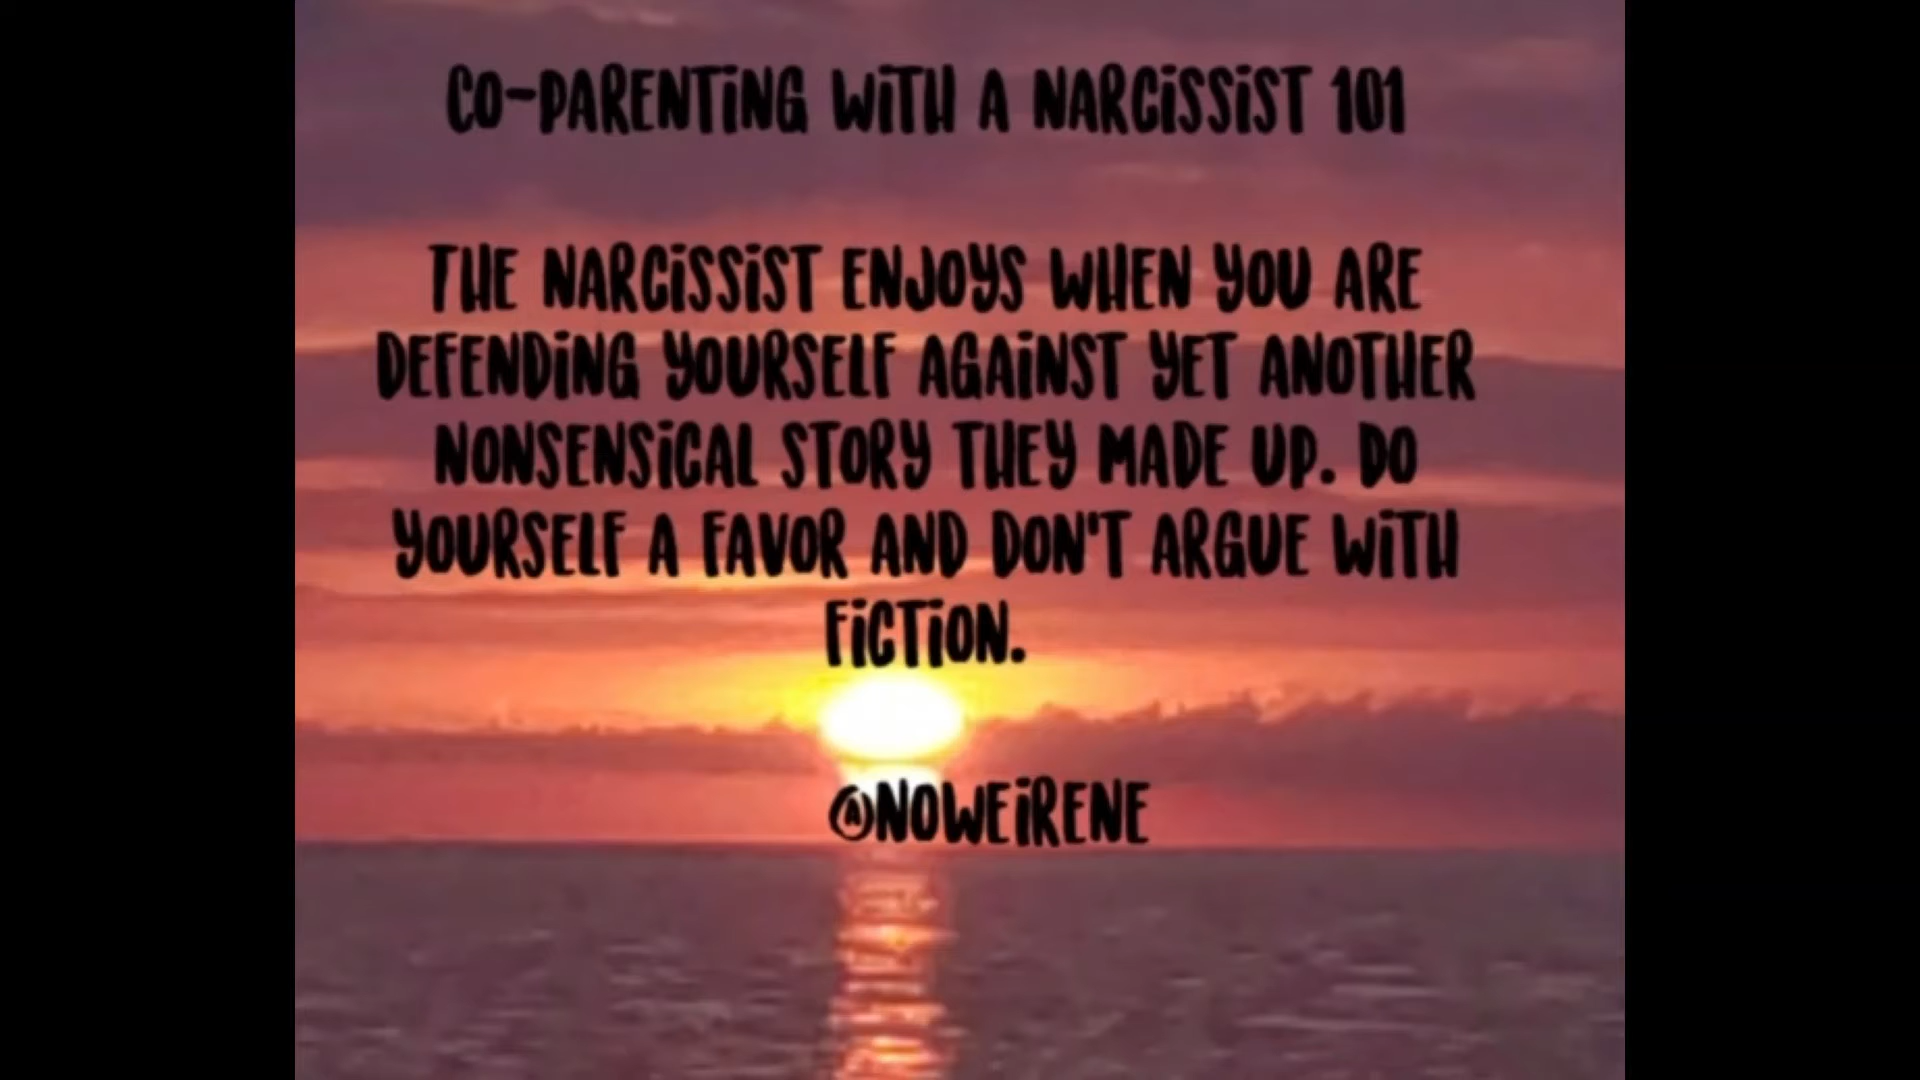 CO-PARENTING WITH A NARCISSIST 101
THE NARCISSIST ENJOYS WHEN YOU ARE
DEFENDING YOURSELF AGAINST YET ANOTHER
NONSENSICAL STORY THEY MADE UP. DO
YOURSELF A FAVOR AND DON'T ARGUE WITH
FICTION.
@NOWEIRENE